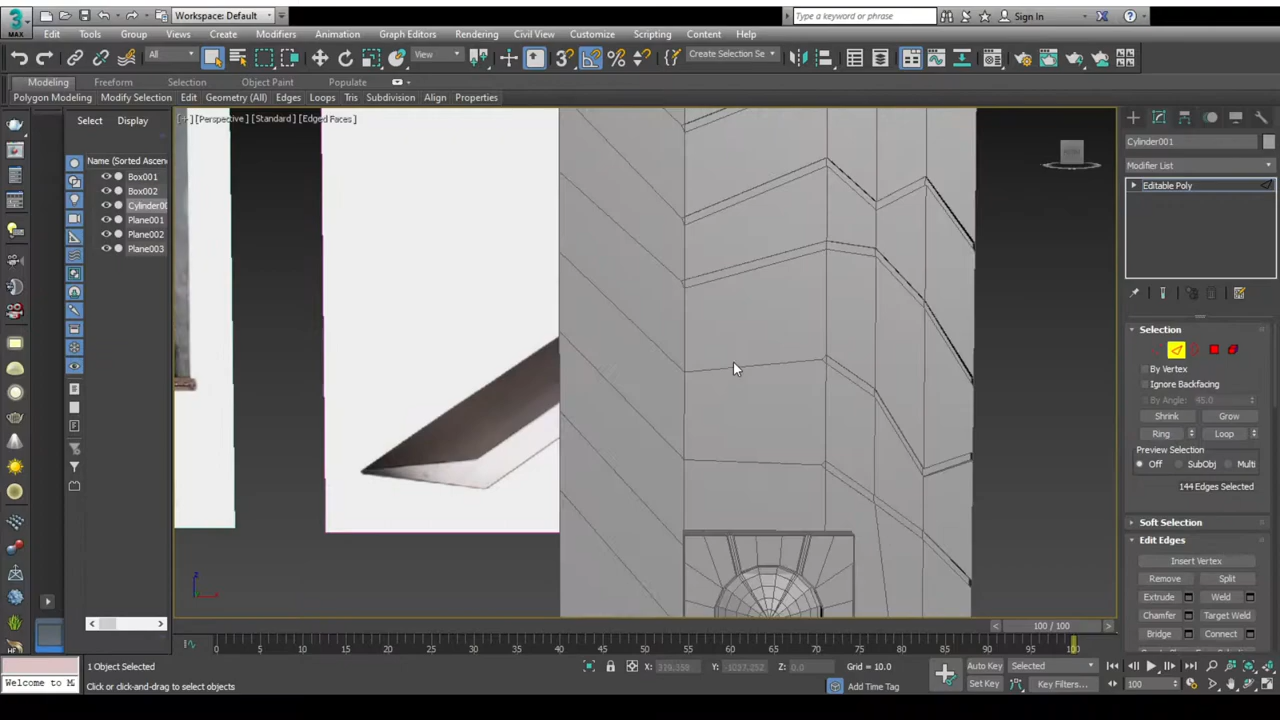 3 MAX Workspace: Default Type a keyword or phrase Sign In
Edit Tools Group Views Create Modifiers Animation Graph Editors Rendering Civil View Customize Scripting Content Help
All View Create Selection Se
Modeling Freeform Selection Object Paint Populate
Polygon Modeling Modify Selection Edit Geometry (All) Edges Loops Tris Subdivision Align Properties
Select Display
[+] [Perspective] [Standard] [Edged Faces]
Name (Sorted Ascen
Box001
Box002
Cylinder00
Plane001
Plane002
Plane003
Cylinder001
Modifier List
Editable Poly
Selection
By Vertex
Ignore Backfacing
By Angle: 45.0
Shrink Grow
Ring Loop
Preview Selection
Off SubObj Multi
144 Edges Selected
Soft Selection
Edit Edges
Insert Vertex
Remove Split
Extrude Weld
Chamfer Target Weld
Bridge Connect
z
100 / 100
0 5 10 15 20 25 30 35 40 45 50 55 60 65 70 75 80 85 90 95 100
1 Object Selected
X: 339.359 Y: -1037.252 Z: 0.0 Grid = 10.0
Auto Key Selected
Welcome to M
Click or click-and-drag to select objects
Add Time Tag
Set Key Key Filters... 100